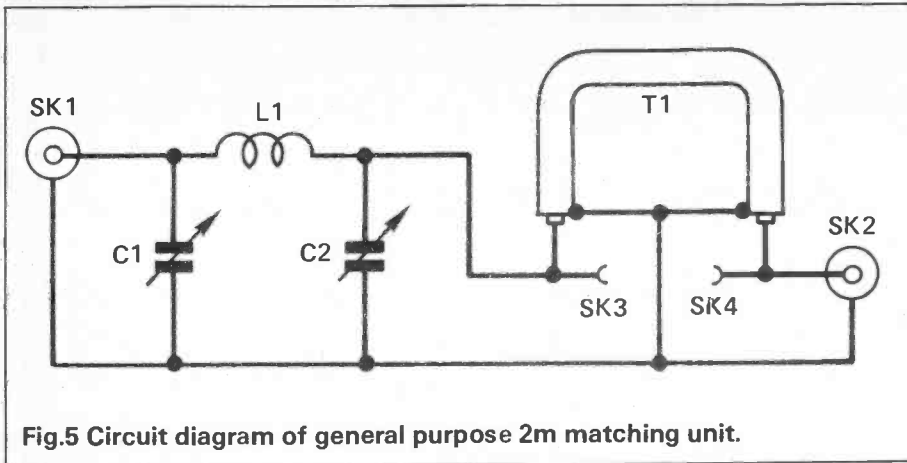 SK1
L1
T1
C1
C2
SK2
SK3
SK4
Fig.5 Circuit diagram of general purpose 2m matching unit.